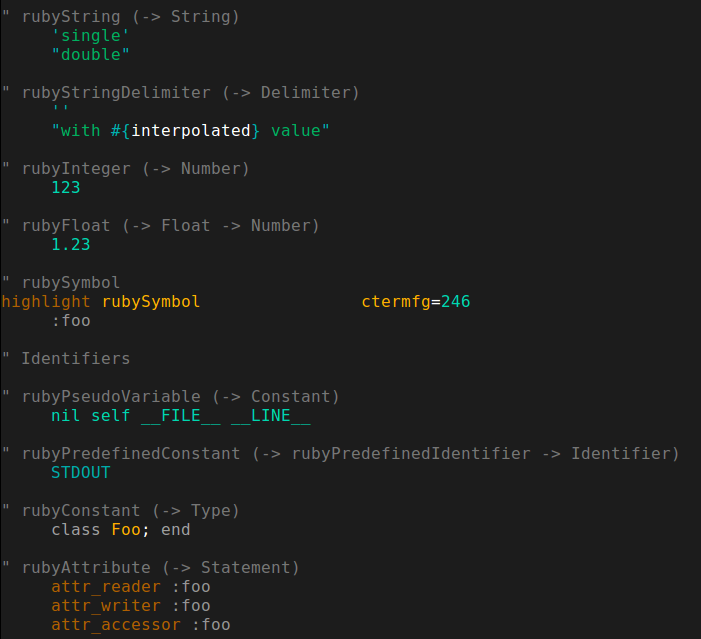 " rubyString (-> String)
'single'
"double"
" rubyStringDelimiter (-> Delimiter)
''
"with #{interpolated} value"
" rubyInteger (-> Number)
123
" rubyFloat (-> Float -> Number)
1.23
" rubySymbol
highlight rubySymbol                ctermfg=246
:foo
" Identifiers
" rubyPseudoVariable (-> Constant)
nil self __FILE__ __LINE__
" rubyPredefinedConstant (-> rubyPredefinedIdentifier -> Identifier)
STDOUT
" rubyConstant (-> Type)
class Foo; end
" rubyAttribute (-> Statement)
attr_reader :foo
attr_writer :foo
attr_accessor :foo